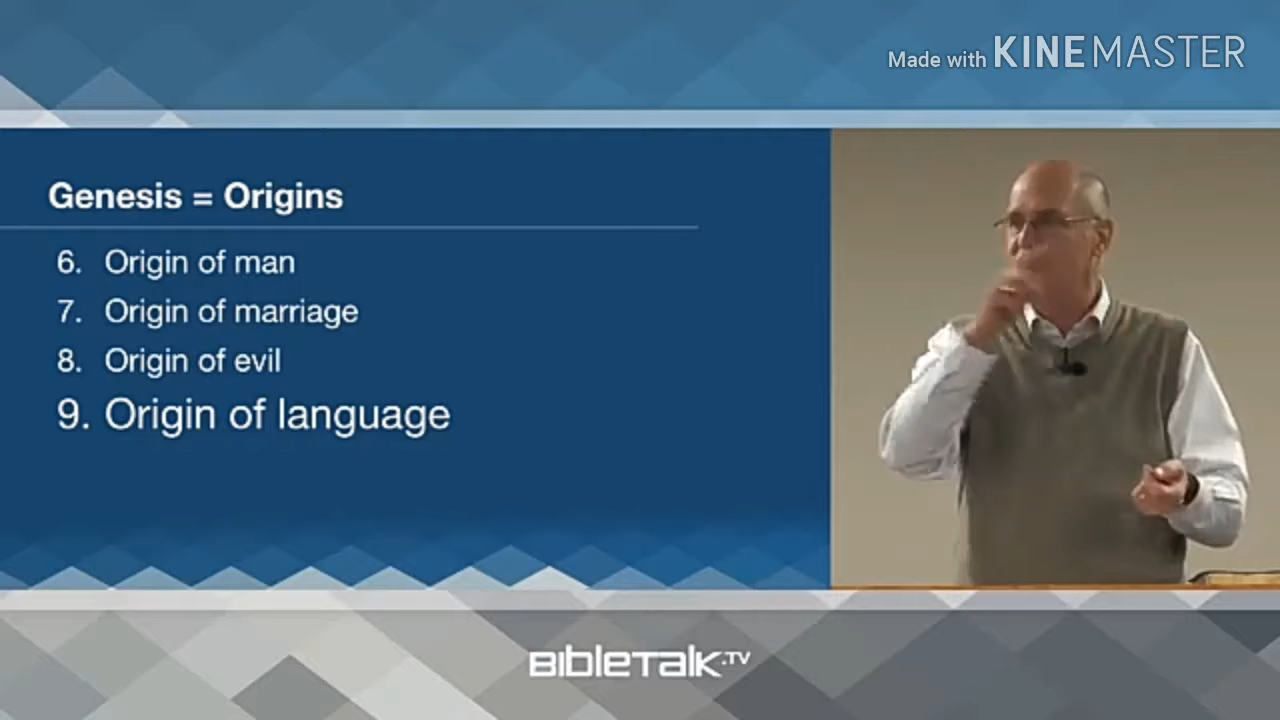 Made with KINEMASTER
Genesis = Origins
6. Origin of man
7. Origin of marriage
8. Origin of evil
9. Origin of language
BIBLETALK.TV